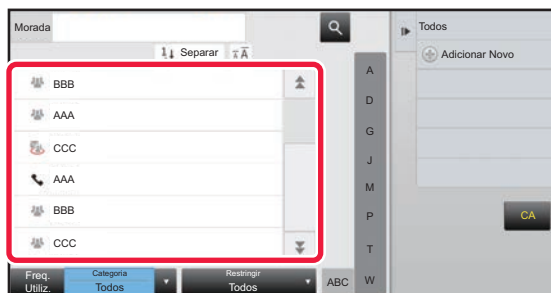 Morada
Separar
A
BBB
AAA
CCC
AAA
BBB
CCC
A
D
G
J
M
P
T
W
Freq.
Utiliz.
Categoria
Todos
Restringir
Todos
ABC
Todos
Adicionar Novo
CA